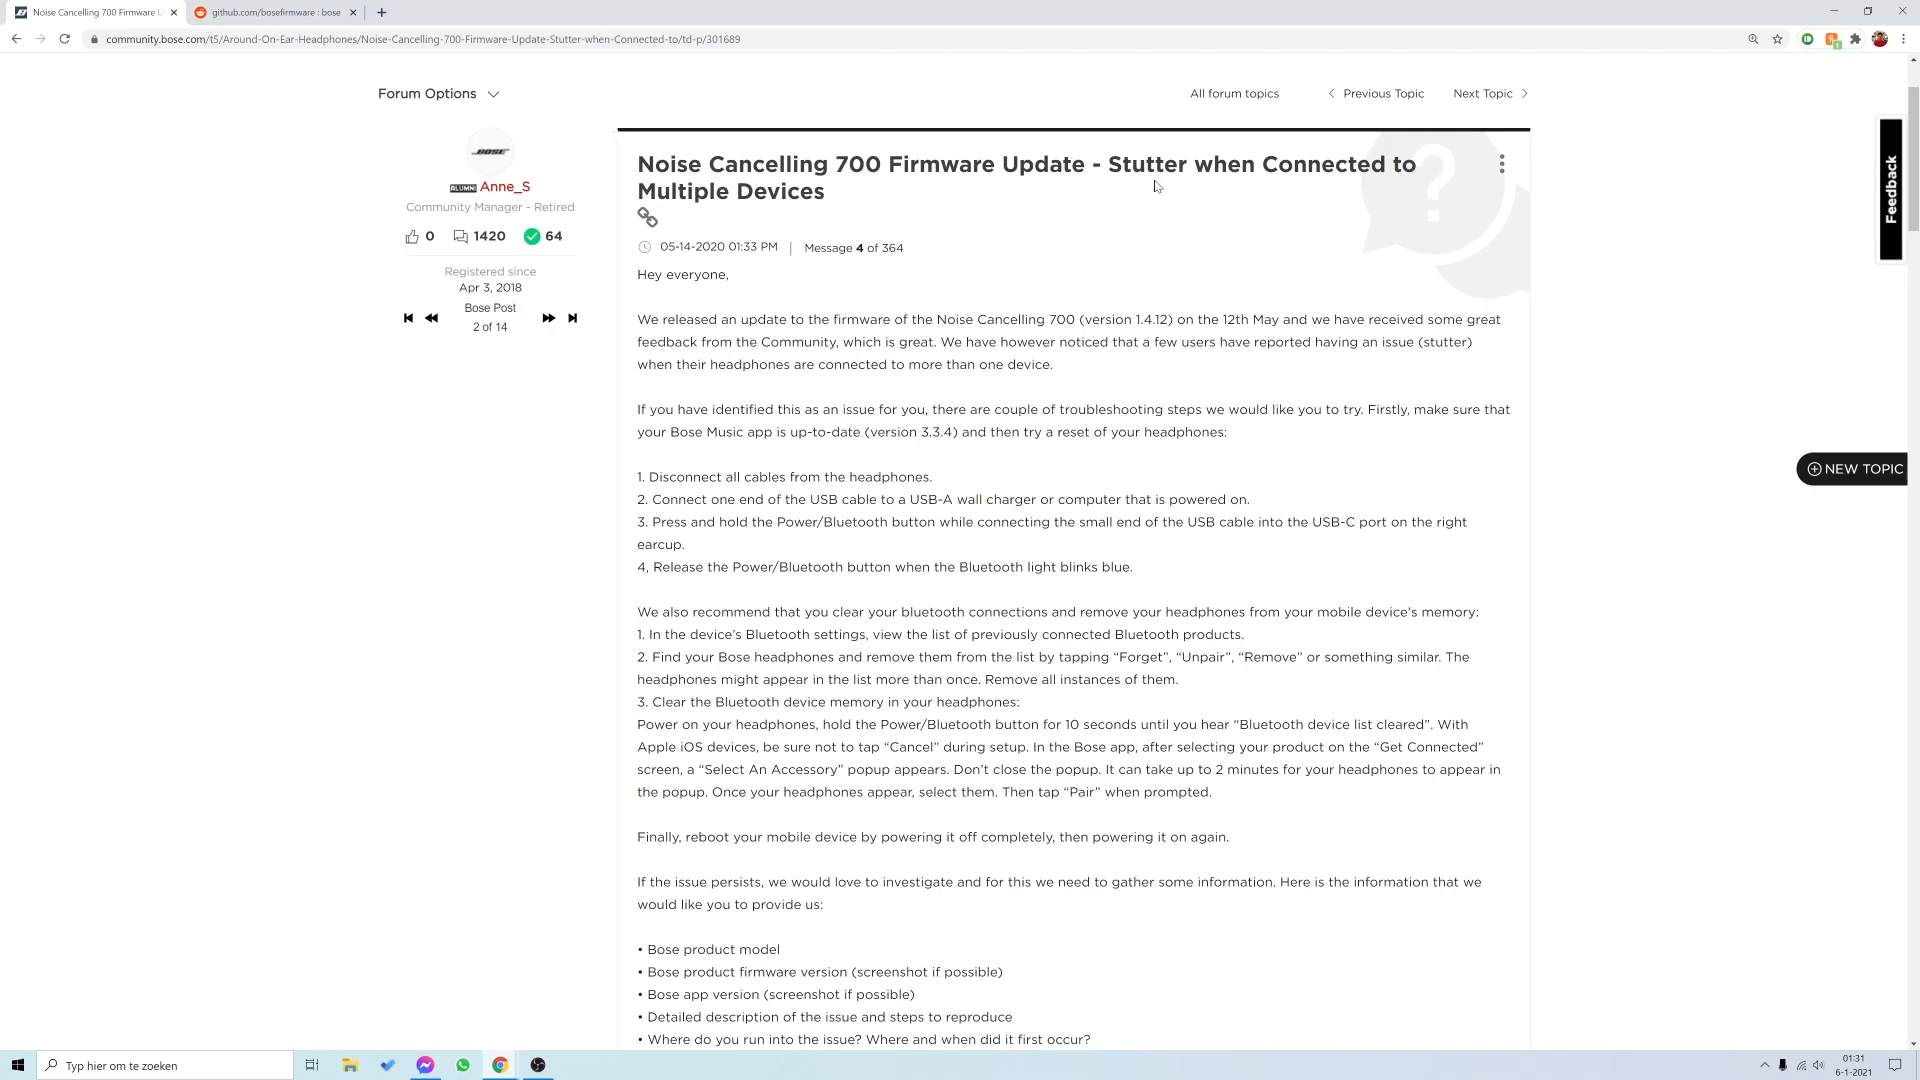 Noise Cancelling 700 Firmware U
github.com/bosefirmware : bose
community.bose.com/t5/Around-On-Ear-Headphones/Noise-Cancelling-700-Firmware-Update-Stutter-when-Connected-to/td-p/301689
Forum Options
All forum topics
Previous Topic
Next Topic
BOSE
ALUMNI Anne_S
Community Manager - Retired
0 1420 64
Registered since
Apr 3, 2018
Bose Post
2 of 14
Noise Cancelling 700 Firmware Update - Stutter when Connected to
Multiple Devices
05-14-2020 01:33 PM | Message 4 of 364
Hey everyone,
We released an update to the firmware of the Noise Cancelling 700 (version 1.4.12) on the 12th May and we have received some great
feedback from the Community, which is great. We have however noticed that a few users have reported having an issue (stutter)
when their headphones are connected to more than one device.
If you have identified this as an issue for you, there are couple of troubleshooting steps we would like you to try. Firstly, make sure that
your Bose Music app is up-to-date (version 3.3.4) and then try a reset of your headphones:
1. Disconnect all cables from the headphones.
2. Connect one end of the USB cable to a USB-A wall charger or computer that is powered on.
3. Press and hold the Power/Bluetooth button while connecting the small end of the USB cable into the USB-C port on the right
earcup.
4, Release the Power/Bluetooth button when the Bluetooth light blinks blue.
We also recommend that you clear your bluetooth connections and remove your headphones from your mobile device's memory:
1. In the device’s Bluetooth settings, view the list of previously connected Bluetooth products.
2. Find your Bose headphones and remove them from the list by tapping “Forget”, “Unpair”, “Remove” or something similar. The
headphones might appear in the list more than once. Remove all instances of them.
3. Clear the Bluetooth device memory in your headphones:
Power on your headphones, hold the Power/Bluetooth button for 10 seconds until you hear “Bluetooth device list cleared”. With
Apple iOS devices, be sure not to tap “Cancel” during setup. In the Bose app, after selecting your product on the “Get Connected”
screen, a “Select An Accessory” popup appears. Don’t close the popup. It can take up to 2 minutes for your headphones to appear in
the popup. Once your headphones appear, select them. Then tap “Pair” when prompted.
Finally, reboot your mobile device by powering it off completely, then powering it on again.
If the issue persists, we would love to investigate and for this we need to gather some information. Here is the information that we
would like you to provide us:
• Bose product model
• Bose product firmware version (screenshot if possible)
• Bose app version (screenshot if possible)
• Detailed description of the issue and steps to reproduce
• Where do you run into the issue? Where and when did it first occur?
Feedback
NEW TOPIC
Typ hier om te zoeken
01:31
6-1-2021